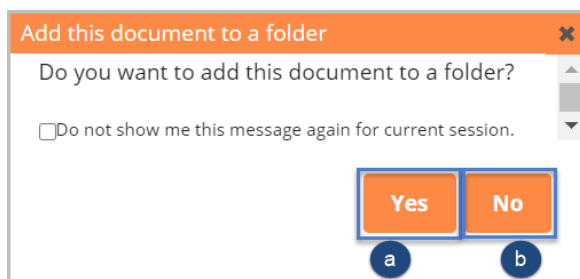 Add this document to a folder
Do you want to add this document to a folder?
Do not show me this message again for current session.
Yes No
a b